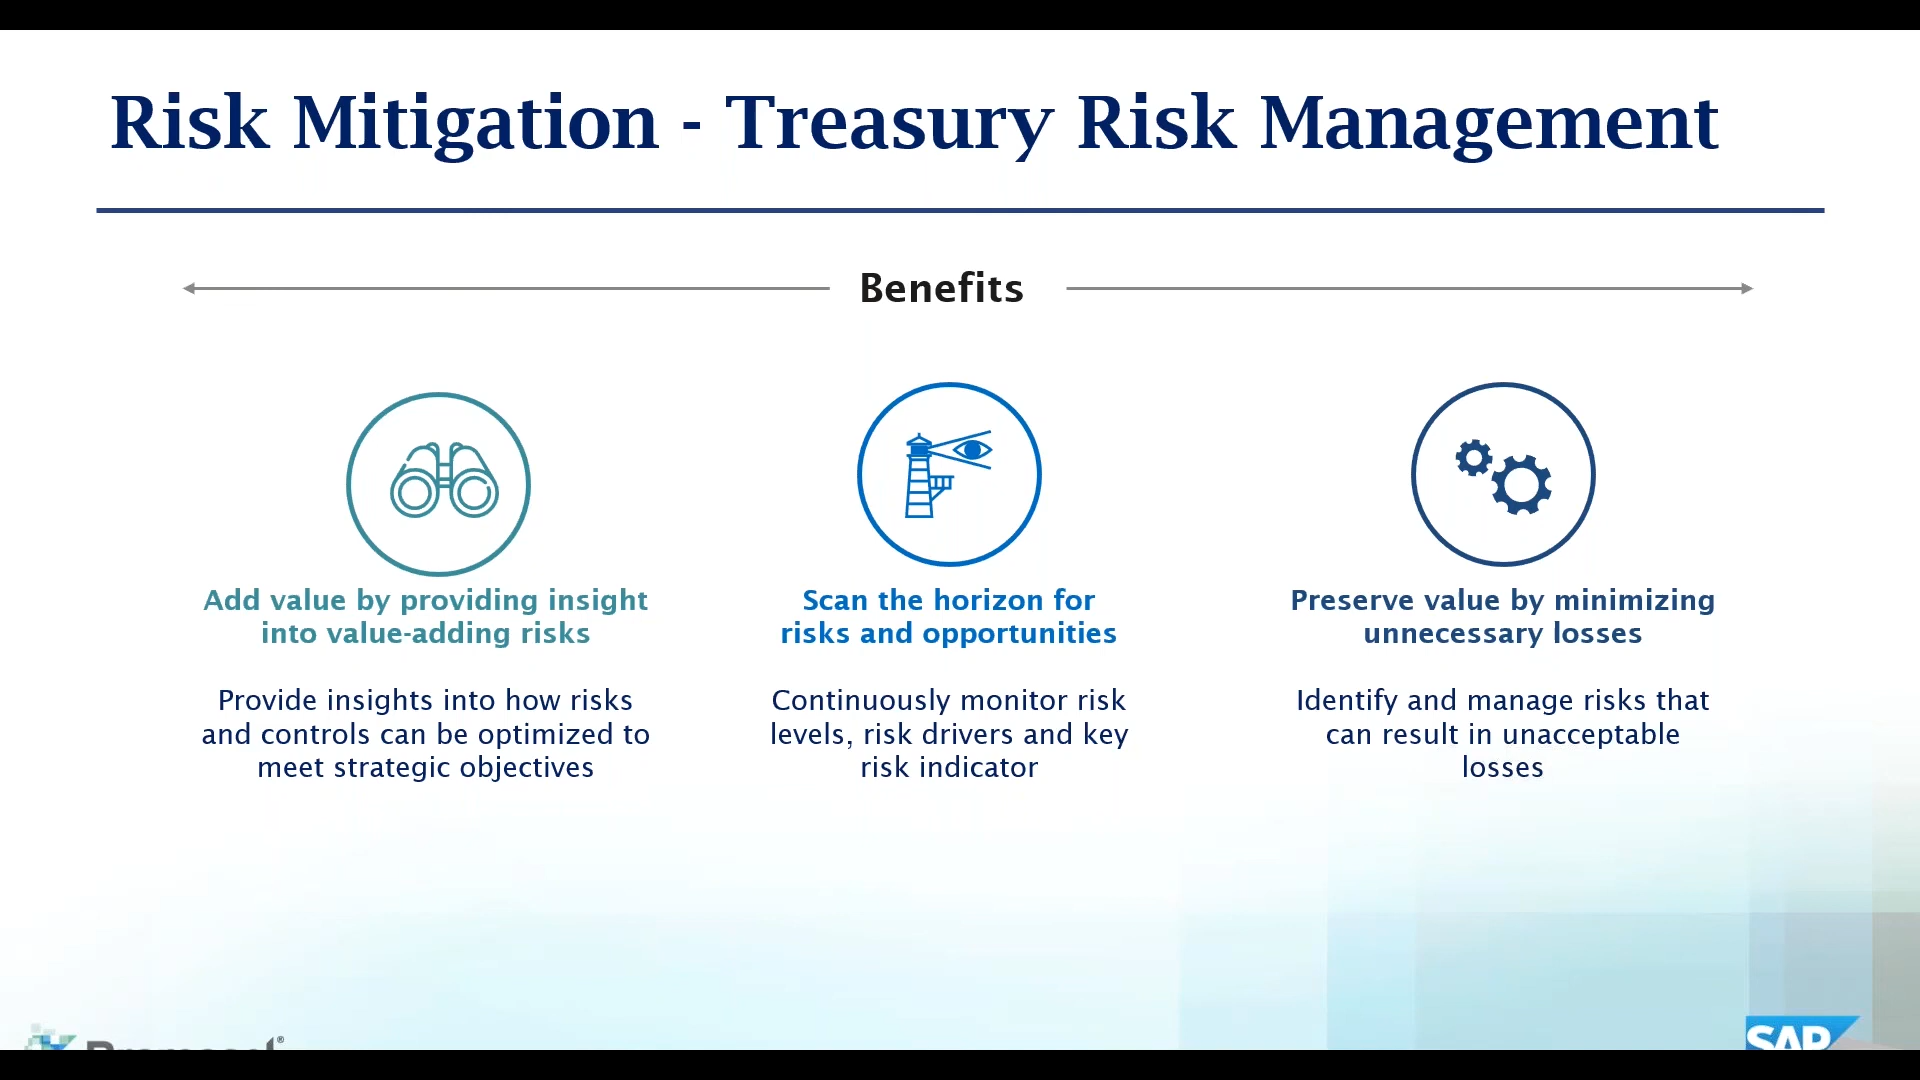 Risk Mitigation - Treasury Risk Management
Benefits
Add value by providing insight
into value-adding risks
Provide insights into how risks
and controls can be optimized to
meet strategic objectives
Scan the horizon for
risks and opportunities
Continuously monitor risk
levels, risk drivers and key
risk indicator
Preserve value by minimizing
unnecessary losses
Identify and manage risks that
can result in unacceptable
losses
SAP